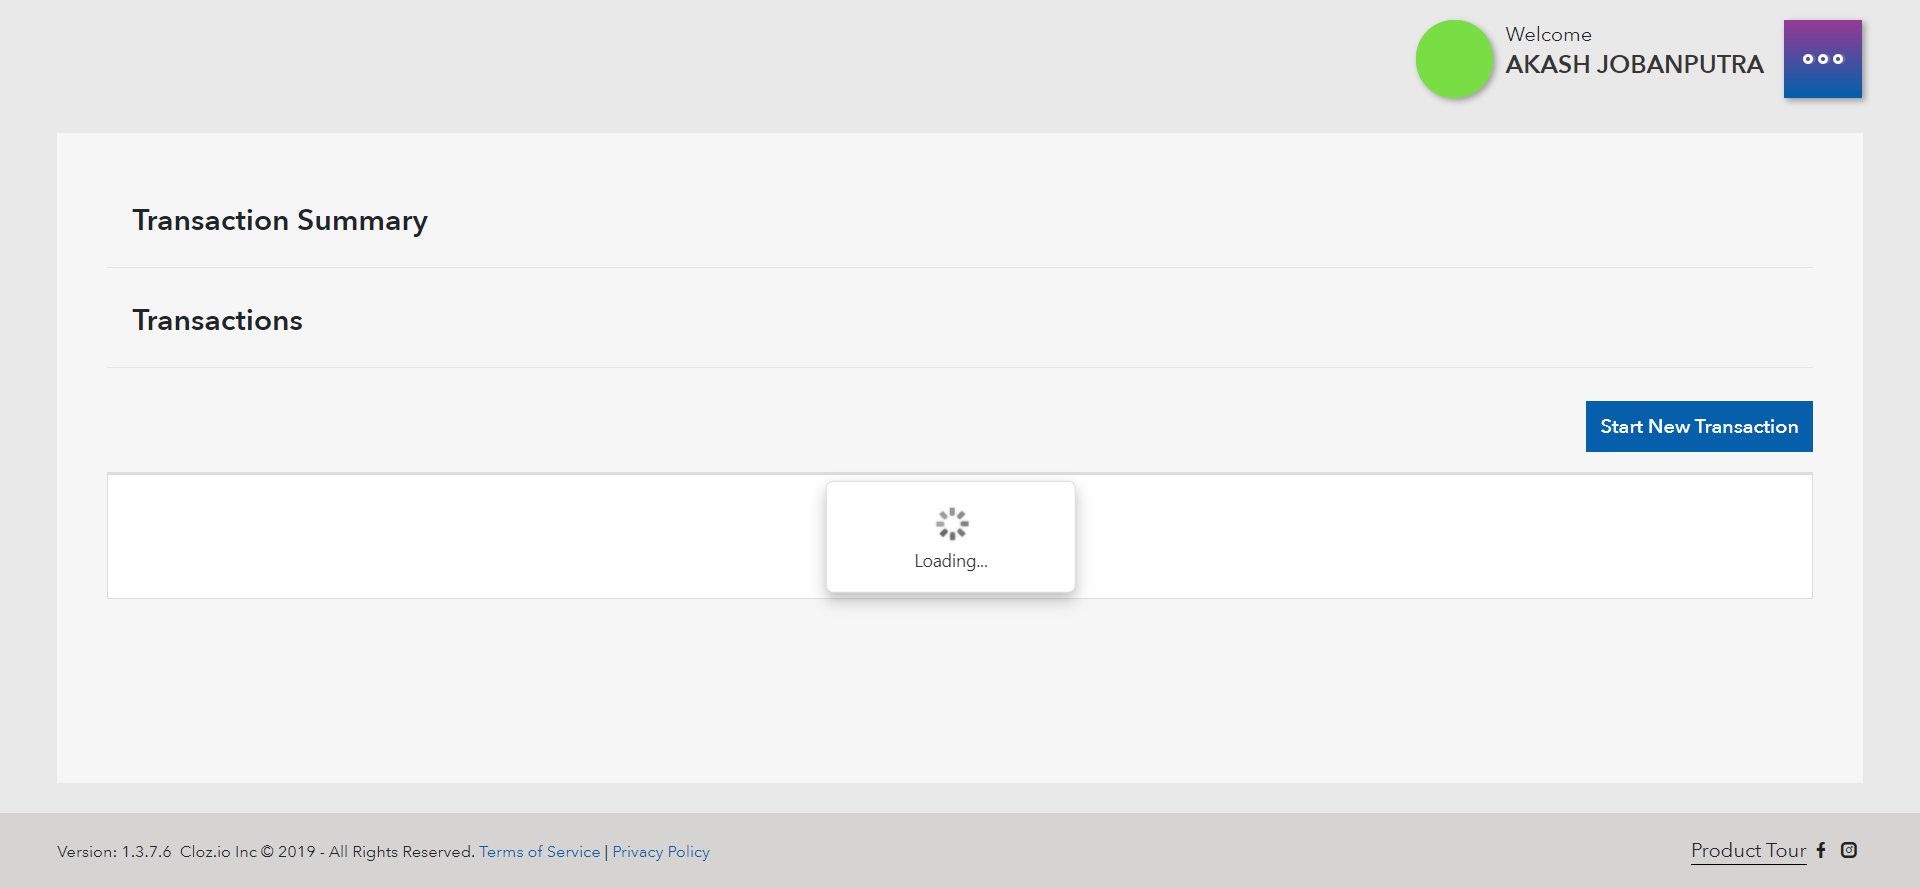 Welcome
AKASH JOBANPUTRA
Transaction Summary
Transactions
Start New Transaction
Loading...
Version: 1.3.7.6 Cloz.io Inc © 2019 - All Rights Reserved. Terms of Service | Privacy Policy
Product Tour